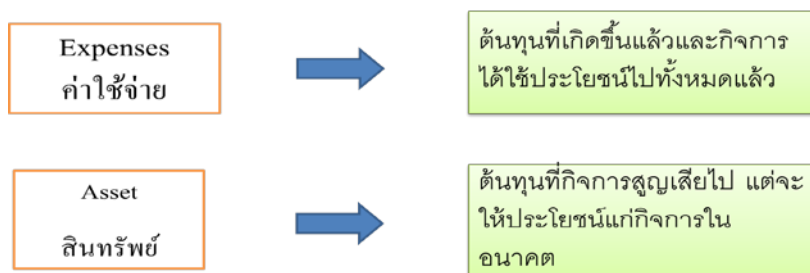 Expenses
ค่าใช้จ่าย
ต้นทุนที่เกิดขึ้นแล้วและกิจการ
ได้ใช้ประโยชน์ไปทั้งหมดแล้ว
Asset
สินทรัพย์
ต้นทุนที่กิจการสูญเสียไป แต่จะ
ให้ประโยชน์แก่กิจการใน
อนาคต